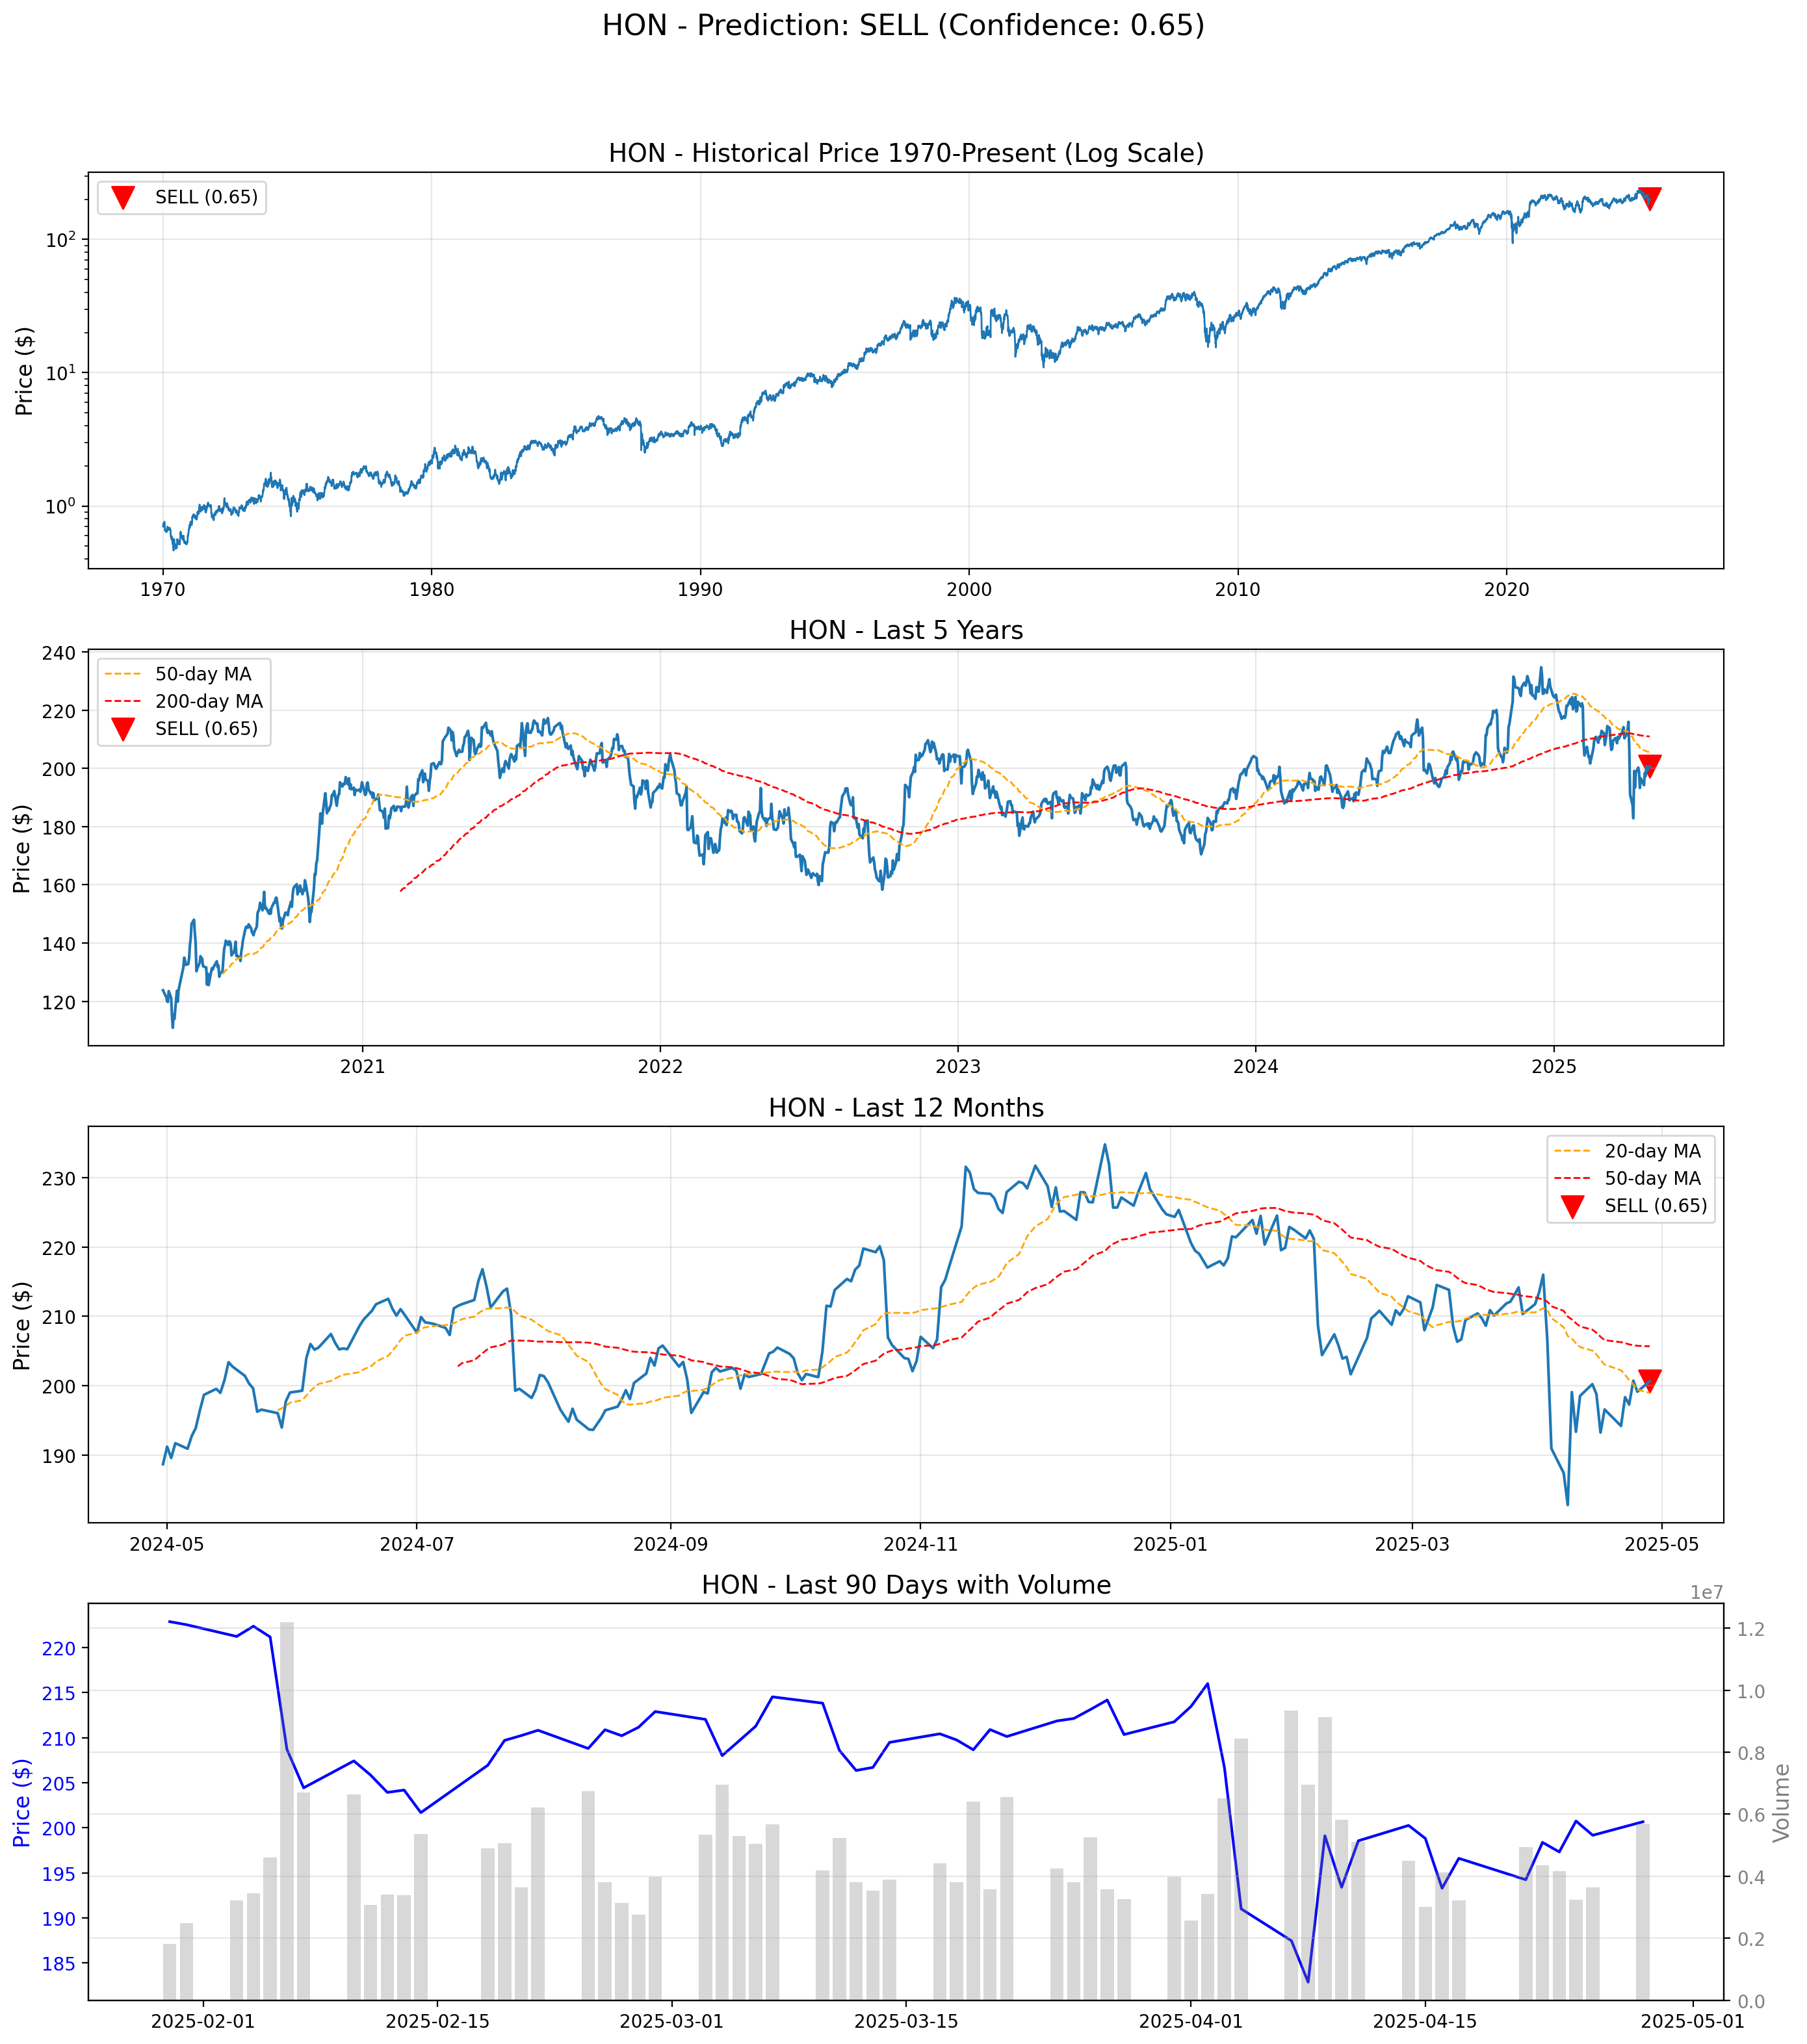 HON - Prediction: SELL (Confidence: 0.65)
HON - Historical Price 1970-Present (Log Scale)
SELL (0.65)
Price ($)
10²
10¹
10⁰
1970 1980 1990 2000 2010 2020
HON - Last 5 Years
50-day MA
200-day MA
SELL (0.65)
Price ($)
240
220
200
180
160
140
120
2021 2022 2023 2024 2025
HON - Last 12 Months
20-day MA
50-day MA
SELL (0.65)
Price ($)
230
220
210
200
190
2024-05 2024-07 2024-09 2024-11 2025-01 2025-03 2025-05
HON - Last 90 Days with Volume
1e7
Price ($)
220
215
210
205
200
195
190
185
1.2
1.0
0.8
0.6
0.4
0.2
0.0
Volume
2025-02-01 2025-02-15 2025-03-01 2025-03-15 2025-04-01 2025-04-15 2025-05-01